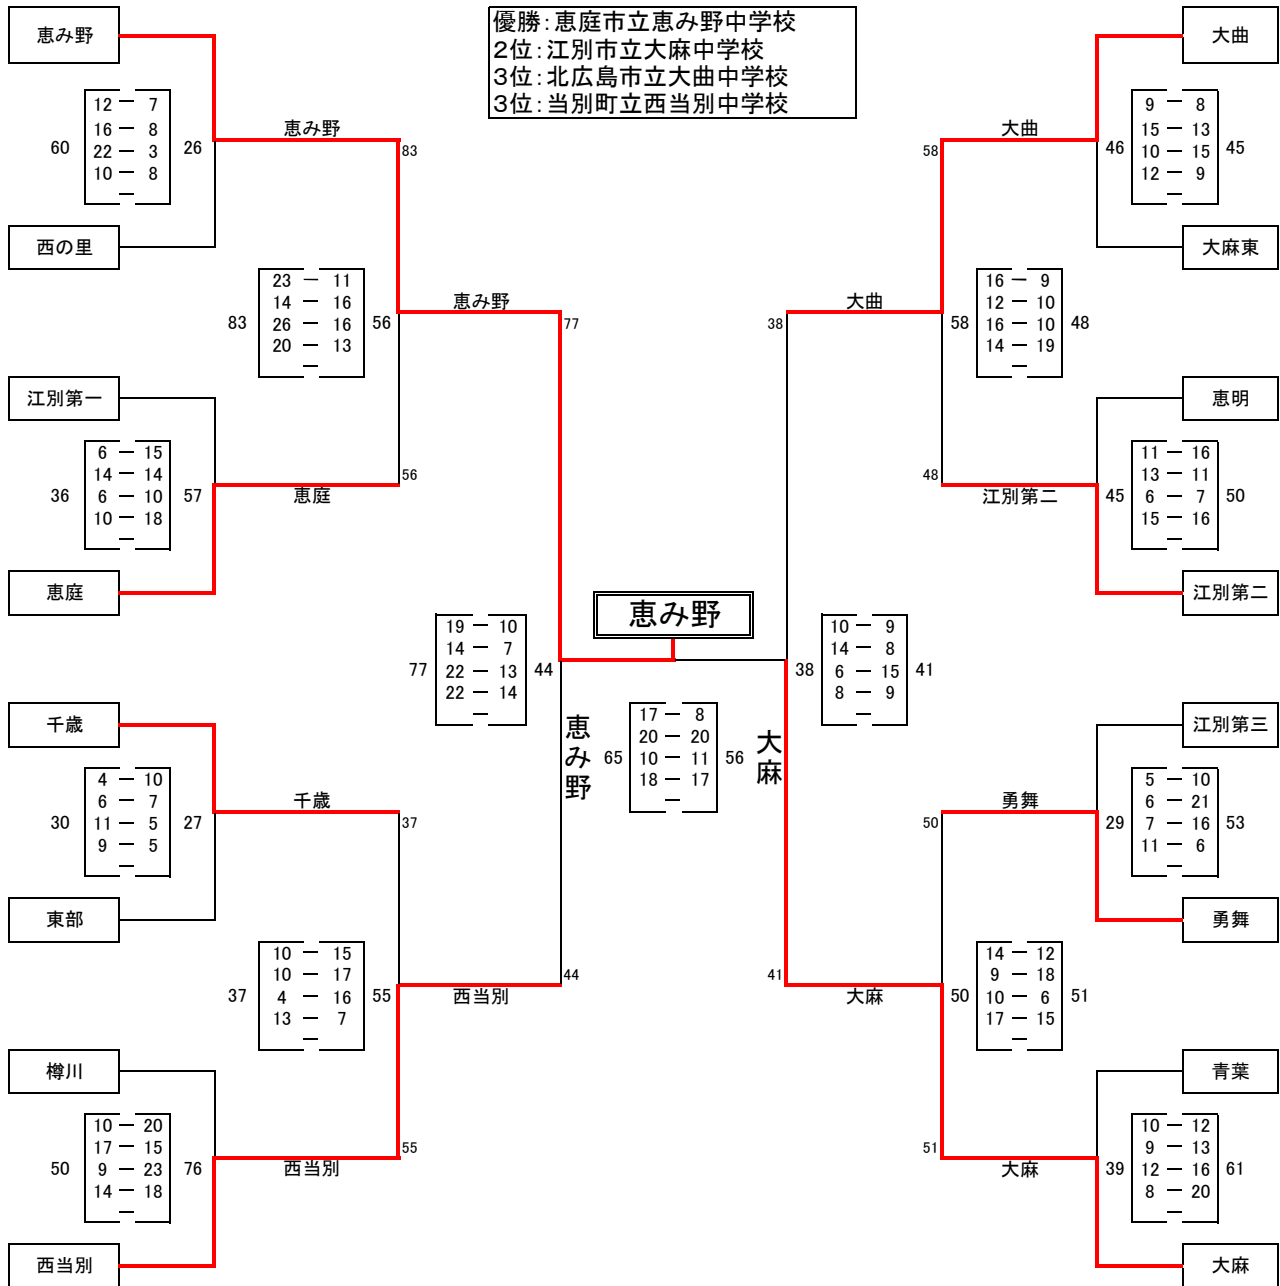 優勝：恵庭市立恵み野中学校
2位：江別市立大麻中学校
3位：北広島市立大曲中学校
3位：当別町立西当別中学校
恵み野
60
12 ー 7
16 ー 8
22 ー 3
10 ー 8
ー
26
西の里
恵み野
83
83
23 ー 11
14 ー 16
26 ー 16
20 ー 13
ー
56
江別第一
36
6 ー 15
14 ー 14
6 ー 10
10 ー 18
ー
57
恵庭
恵庭
56
恵み野
77
77
19 ー 10
14 ー 7
22 ー 13
22 ー 14
ー
44
千歳
30
4 ー 10
6 ー 7
11 ー 5
9 ー 5
ー
27
東部
千歳
37
37
10 ー 15
10 ー 17
4 ー 16
13 ー 7
ー
55
樽川
50
10 ー 20
17 ー 15
9 ー 23
14 ー 18
ー
76
西当別
西当別
55
西当別
44
恵み野
恵み野
65
17 ー 8
20 ー 20
10 ー 11
18 ー 17
ー
56
大麻
大曲
46
9 ー 8
15 ー 13
10 ー 15
12 ー 9
ー
45
大麻東
大曲
58
58
16 ー 9
12 ー 10
16 ー 10
14 ー 19
ー
48
恵明
45
11 ー 16
13 ー 11
6 ー 7
15 ー 16
ー
50
江別第二
江別第二
48
大曲
38
38
10 ー 9
14 ー 8
6 ー 15
8 ー 9
ー
41
江別第三
29
5 ー 10
6 ー 21
7 ー 16
11 ー 6
ー
53
勇舞
勇舞
50
50
14 ー 12
9 ー 18
10 ー 6
17 ー 15
ー
51
青葉
39
10 ー 12
9 ー 13
12 ー 16
8 ー 20
ー
61
大麻
大麻
51
大麻
41